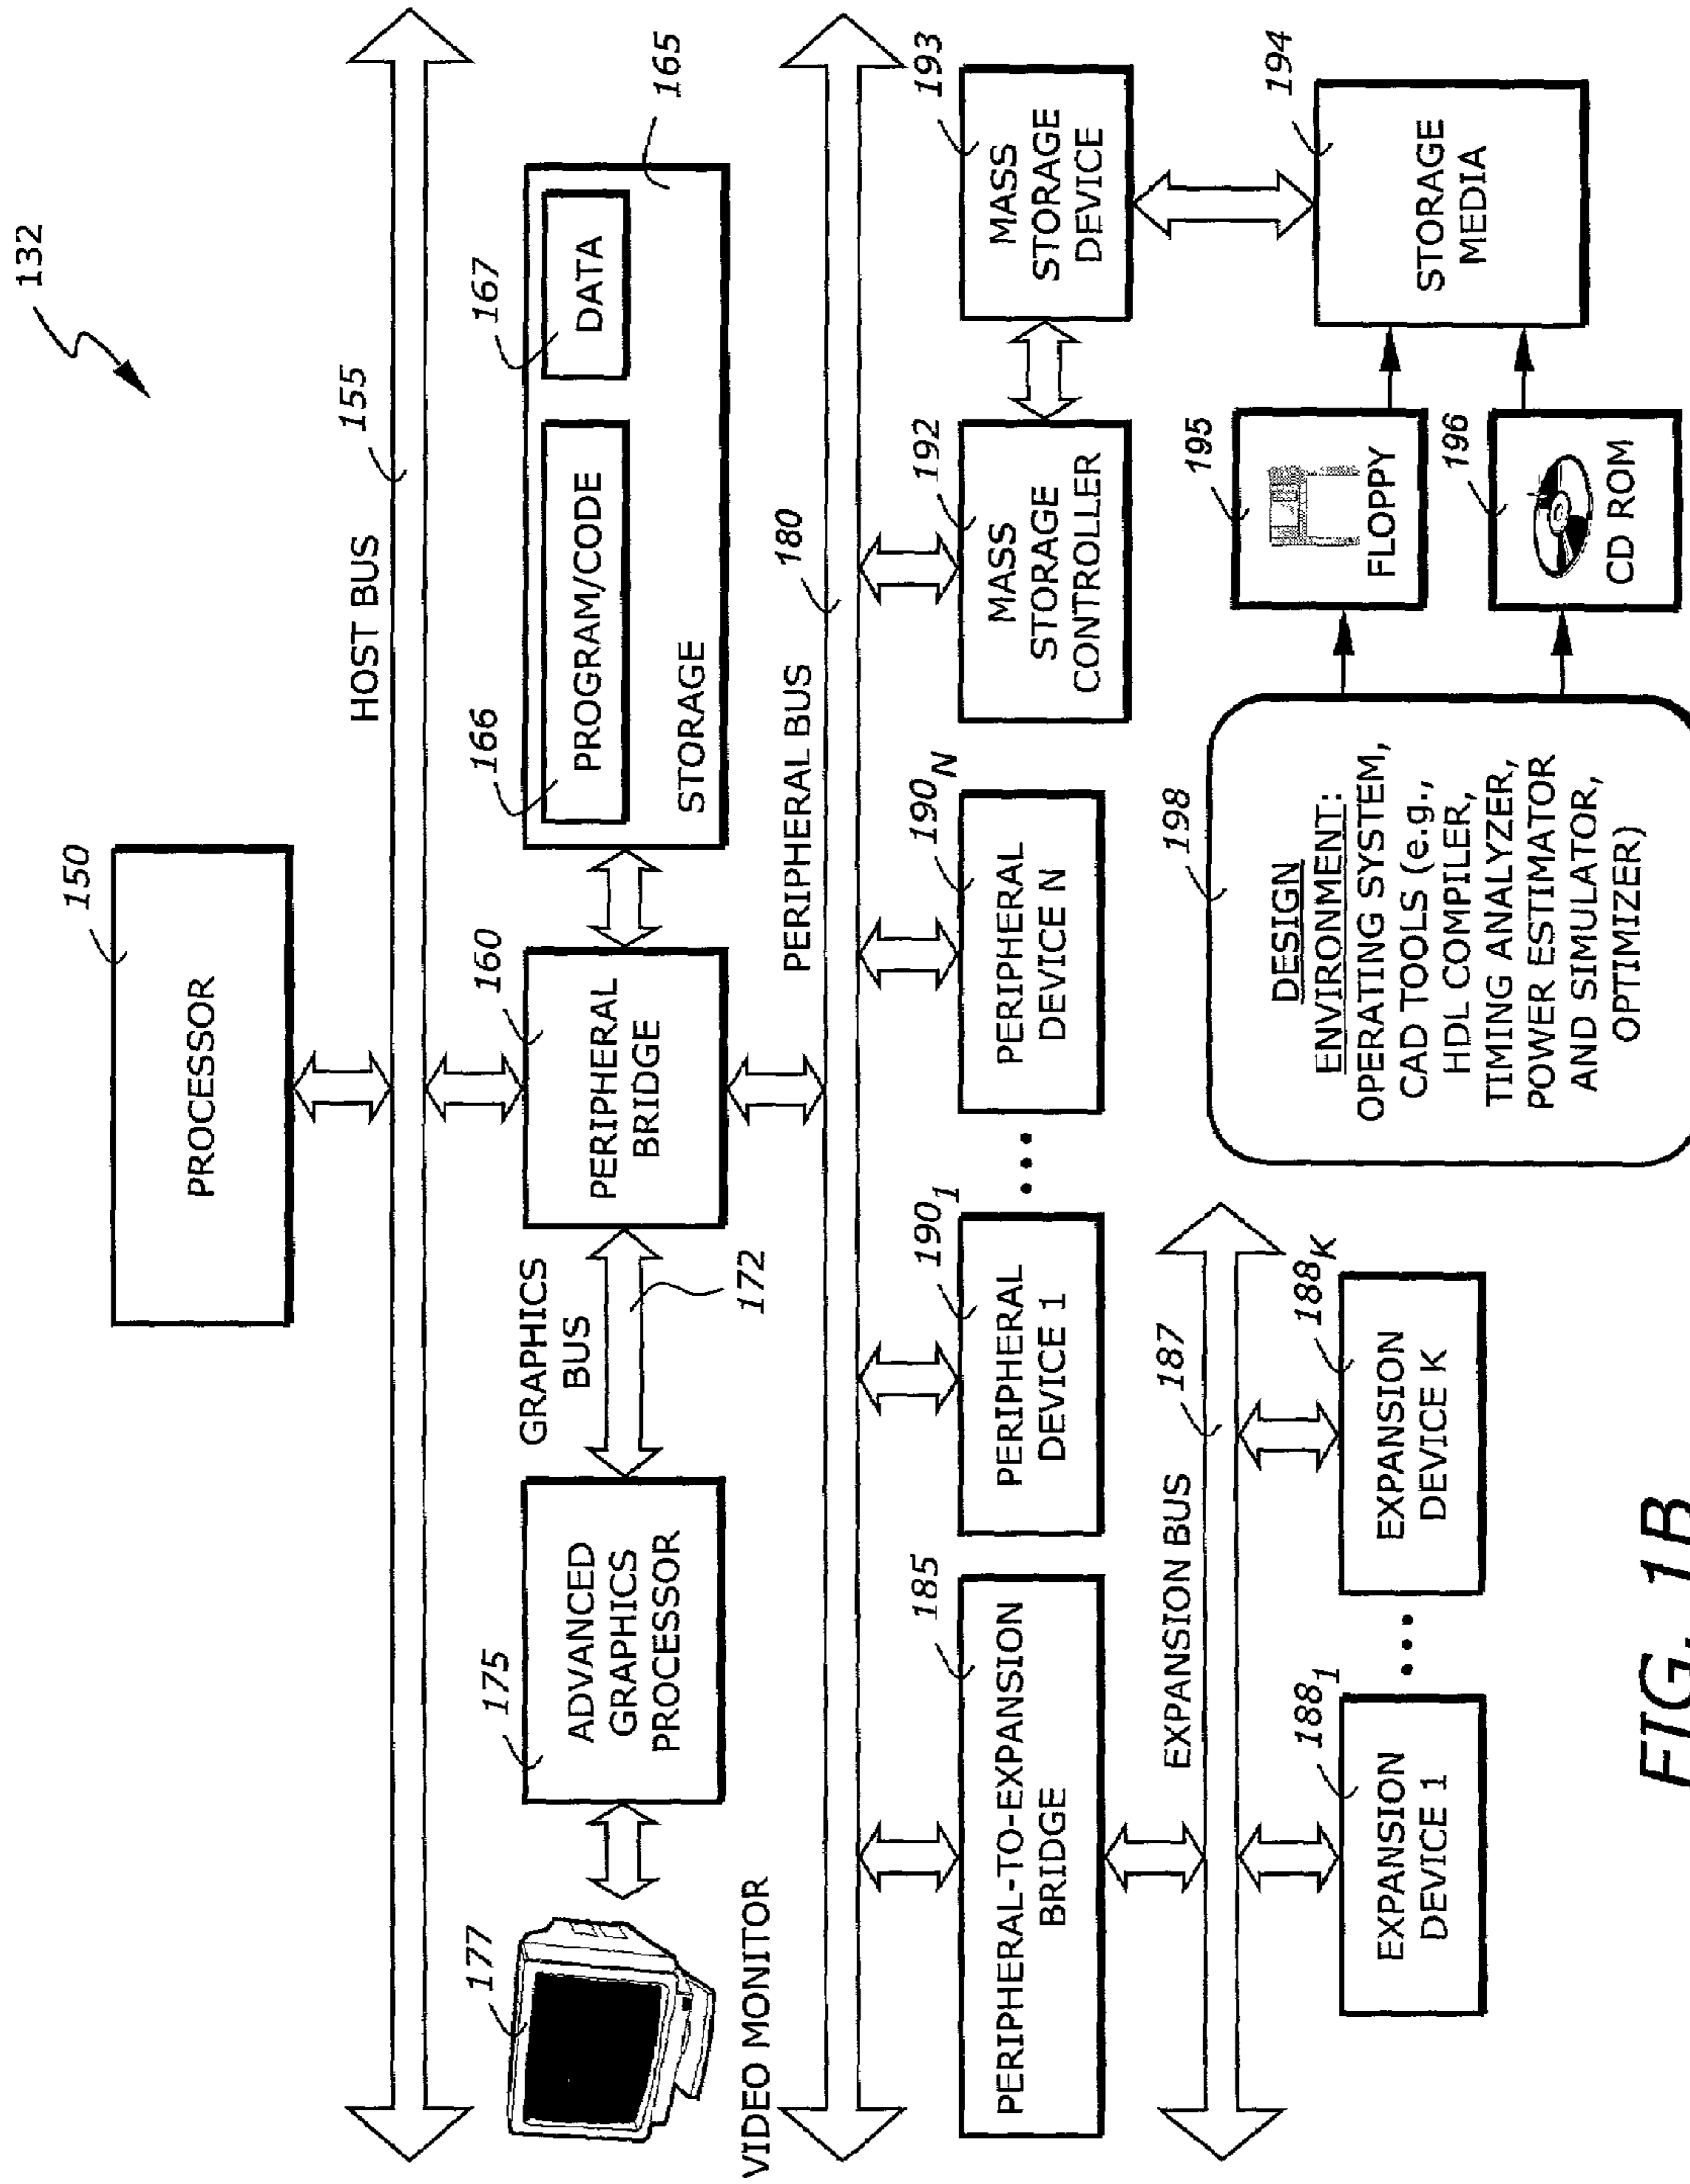 132
150
PROCESSOR
HOST BUS
155
177
VIDEO MONITOR
175
ADVANCED
GRAPHICS
PROCESSOR
GRAPHICS
BUS
172
160
PERIPHERAL
BRIDGE
166
PROGRAM/CODE
167
DATA
STORAGE
165
PERIPHERAL BUS
180
185
PERIPHERAL-TO-EXPANSION
BRIDGE
190₁
PERIPHERAL
DEVICE 1
...
190N
PERIPHERAL
DEVICE N
192
MASS
STORAGE
CONTROLLER
193
MASS
STORAGE
DEVICE
EXPANSION BUS
187
188₁
EXPANSION
DEVICE 1
...
188K
EXPANSION
DEVICE K
198
DESIGN
ENVIRONMENT:
OPERATING SYSTEM,
CAD TOOLS (e.g.,
HDL COMPILER,
TIMING ANALYZER,
POWER ESTIMATOR
AND SIMULATOR,
OPTIMIZER)
195
FLOPPY
196
CD ROM
194
STORAGE
MEDIA
FIG. 1B